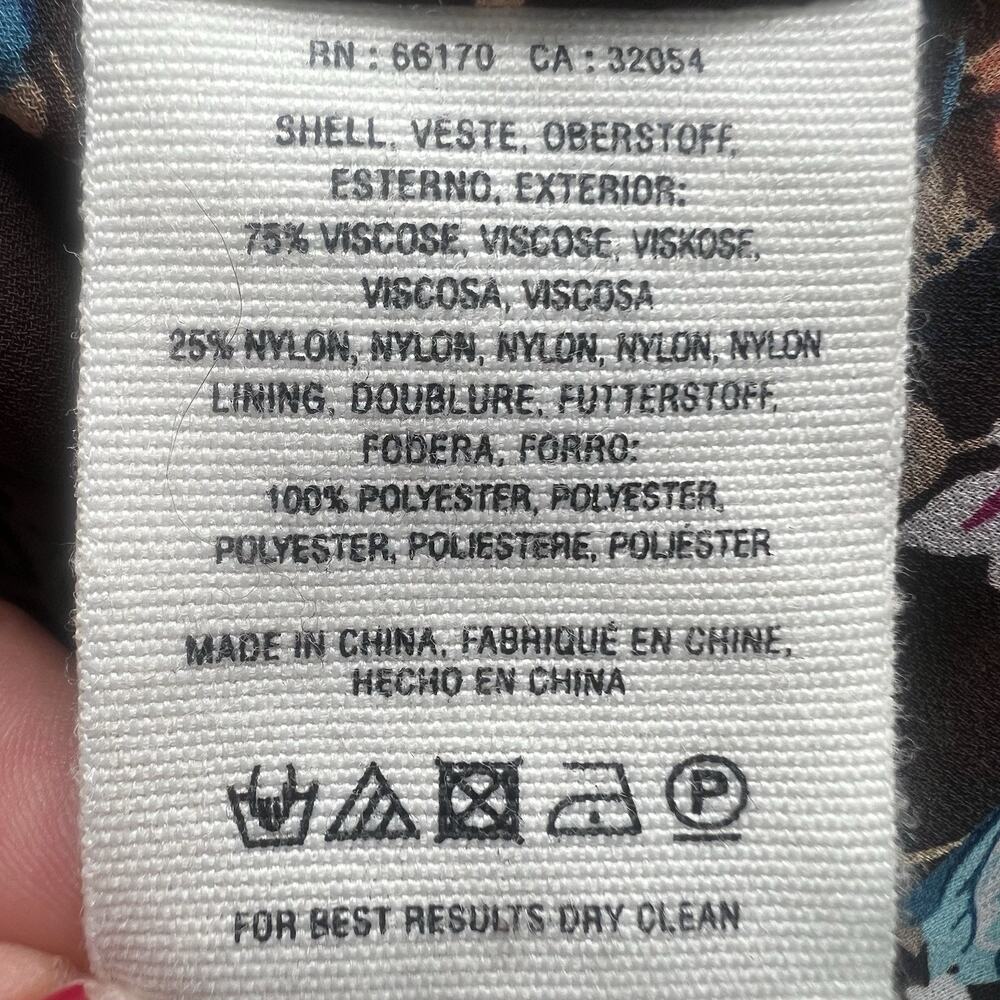 RN : 66170 CA : 32054
SHELL, VESTE, OBERSTOFF,
ESTERNO, EXTERIOR:
75% VISCOSE, VISCOSE, VISKOSE,
VISCOSA, VISCOSA
25% NYLON, NYLON, NYLON, NYLON, NYLON
LINING, DOUBLURE, FUTTERSTOFF,
FODERA, FORRO:
100% POLYESTER, POLYESTER,
POLYESTER, POLIESTERE, POLIÉSTER
MADE IN CHINA, FABRIQUÉ EN CHINE,
HECHO EN CHINA
P
FOR BEST RESULTS DRY CLEAN